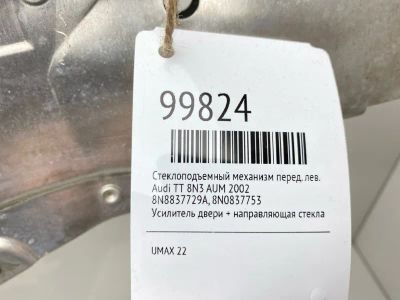 99824
Стеклоподъемный механизм перед. лев.
Audi TT 8N3 AUM 2002
8N8837729A, 8N0837753
Усилитель двери + направляющая стекла
UMAX 22